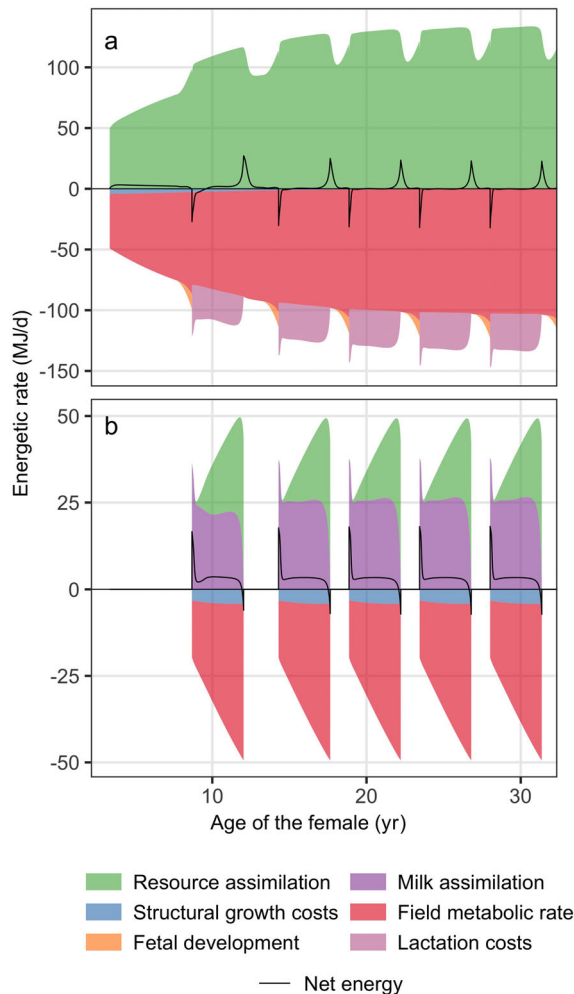 a
100
50
0
-50
-100
-150
Energetic rate (MJ/d)
b
50
25
0
-25
-50
10 20 30
Age of the female (yr)
Resource assimilation Milk assimilation
Structural growth costs Field metabolic rate
Fetal development Lactation costs
Net energy